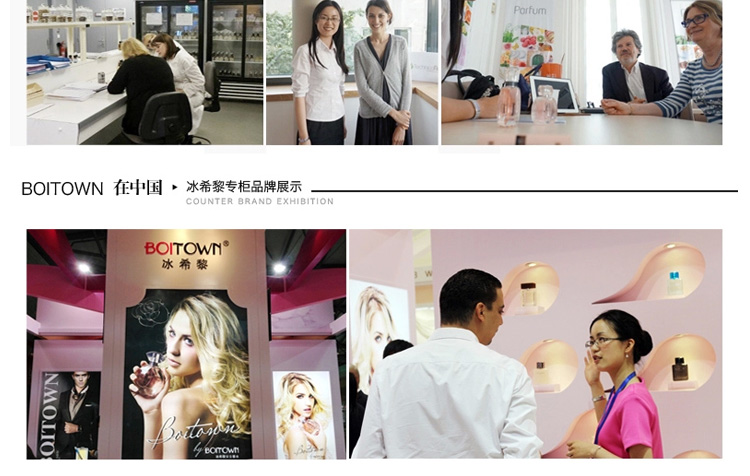 Parfum
BOITOWN 在中国 ▸ 冰希黎专柜品牌展示
COUNTER BRAND EXHIBITION
BOITOWN®
冰希黎
BOITOWN
Boitown
by BOITOWN
B W